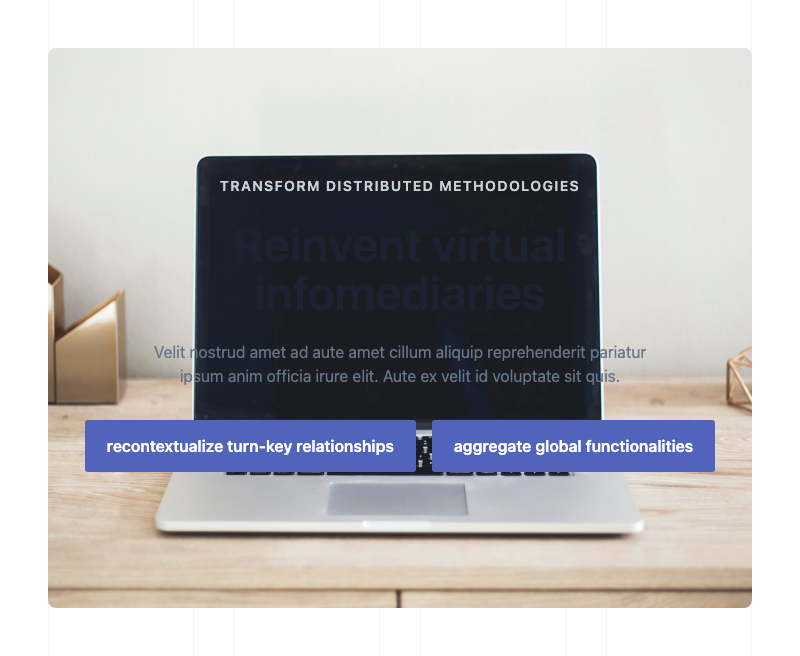 TRANSFORM DISTRIBUTED METHODOLOGIES
Reinvent virtual
infomediaries
Velit nostrud amet ad aute amet cillum aliquip reprehenderit pariatur
ipsum anim officia irure elit. Aute ex velit id voluptate sit quis.
recontextualize turn-key relationships
aggregate global functionalities